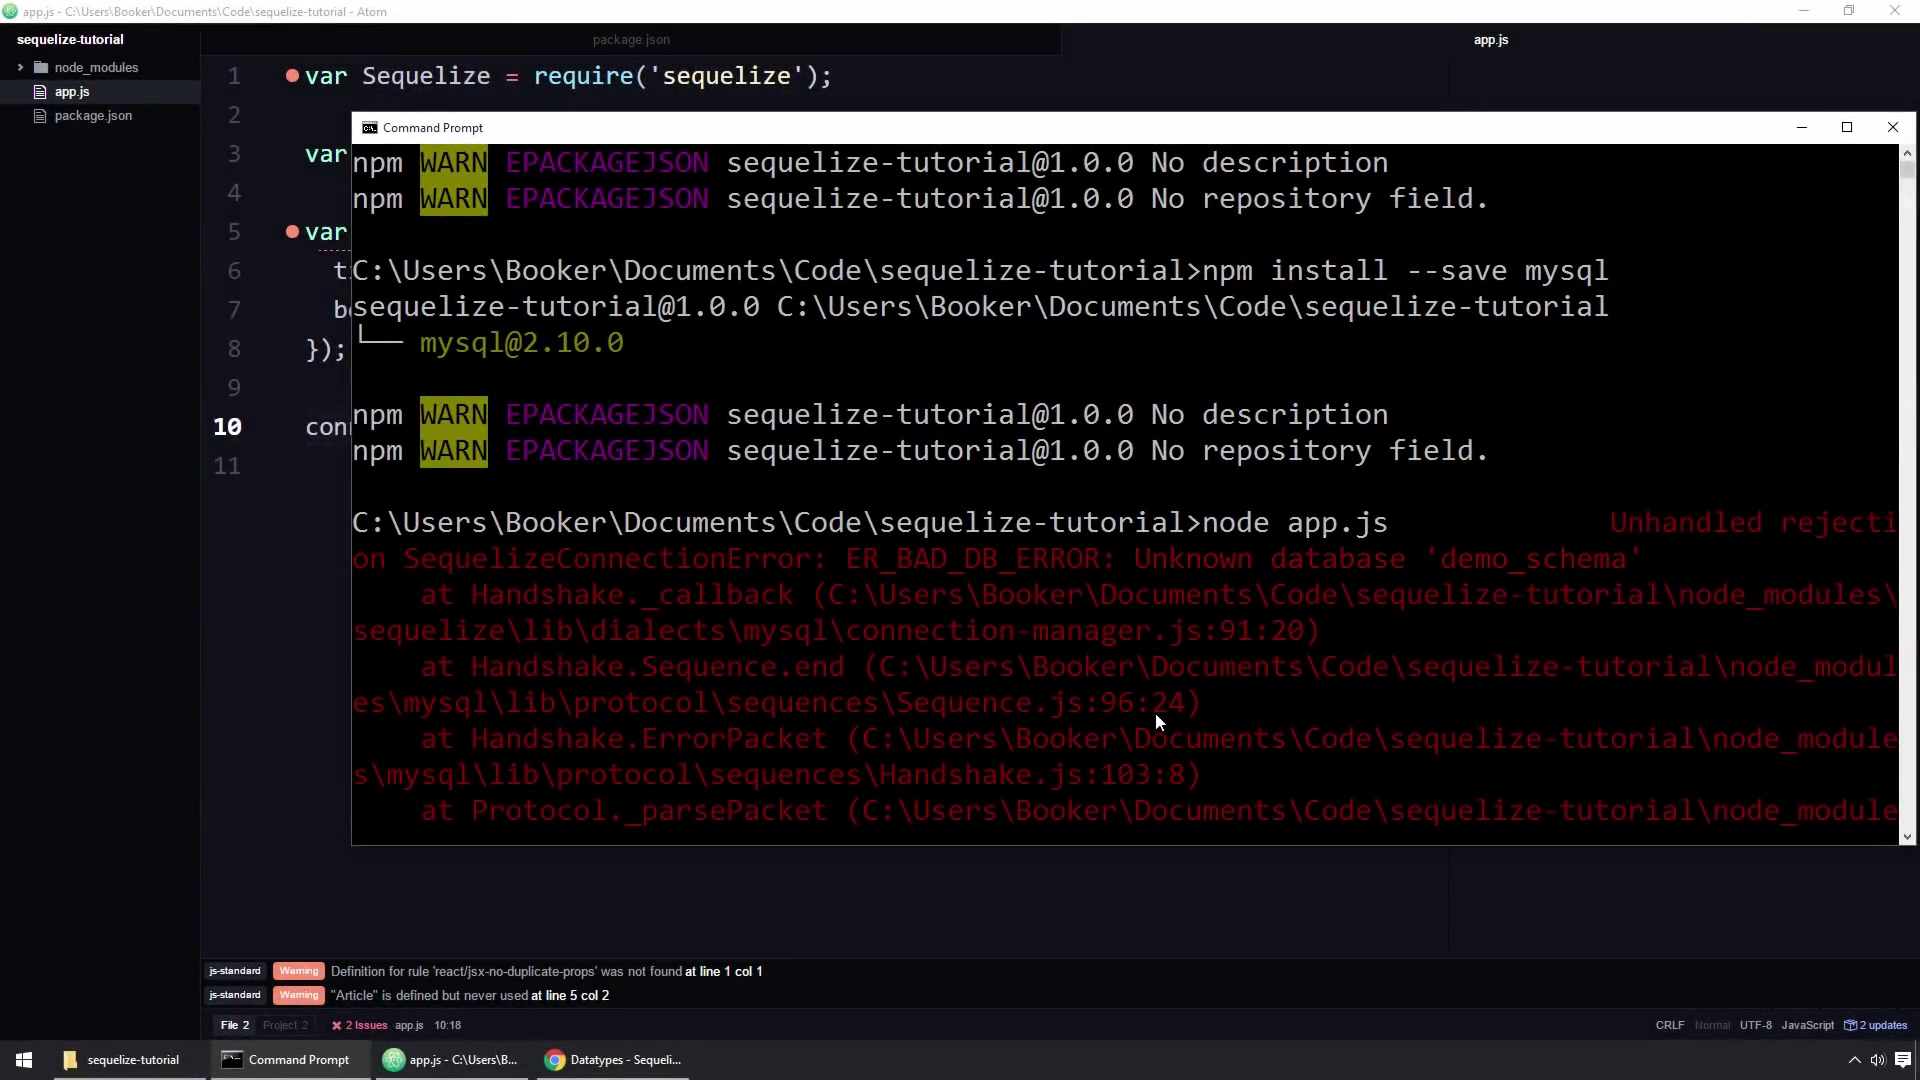 app.js - C:\Users\Booker\Documents\Code\sequelize-tutorial - Atom
sequelize-tutorial
node_modules
app.js
package.json
package.json
app.js
1 var Sequelize = require('sequelize');
2
3 var
4
5 var
6
7
8 });
9
10
11
Command Prompt
npm WARN EPACKAGEJSON sequelize-tutorial@1.0.0 No description
npm WARN EPACKAGEJSON sequelize-tutorial@1.0.0 No repository field.
C:\Users\Booker\Documents\Code\sequelize-tutorial>npm install --save mysql
sequelize-tutorial@1.0.0 C:\Users\Booker\Documents\Code\sequelize-tutorial
└── mysql@2.10.0
npm WARN EPACKAGEJSON sequelize-tutorial@1.0.0 No description
npm WARN EPACKAGEJSON sequelize-tutorial@1.0.0 No repository field.
C:\Users\Booker\Documents\Code\sequelize-tutorial>node app.js Unhandled rejecti
on SequelizeConnectionError: ER_BAD_DB_ERROR: Unknown database 'demo_schema'
at Handshake._callback (C:\Users\Booker\Documents\Code\sequelize-tutorial\node_modules\
sequelize\lib\dialects\mysql\connection-manager.js:91:20)
at Handshake.Sequence.end (C:\Users\Booker\Documents\Code\sequelize-tutorial\node_modul
es\mysql\lib\protocol\sequences\Sequence.js:96:24)
at Handshake.ErrorPacket (C:\Users\Booker\Documents\Code\sequelize-tutorial\node_module
s\mysql\lib\protocol\sequences\Handshake.js:103:8)
at Protocol._parsePacket (C:\Users\Booker\Documents\Code\sequelize-tutorial\node_module
js-standard Warning Definition for rule 'react/jsx-no-duplicate-props' was not found at line 1 col 1
js-standard Warning "Article" is defined but never used at line 5 col 2
File 2 Project 2 2 Issues app.js 10:18
CRLF Normal UTF-8 JavaScript 2 updates
sequelize-tutorial
Command Prompt
app.js - C:\Users\B...
Datatypes - Sequeli...